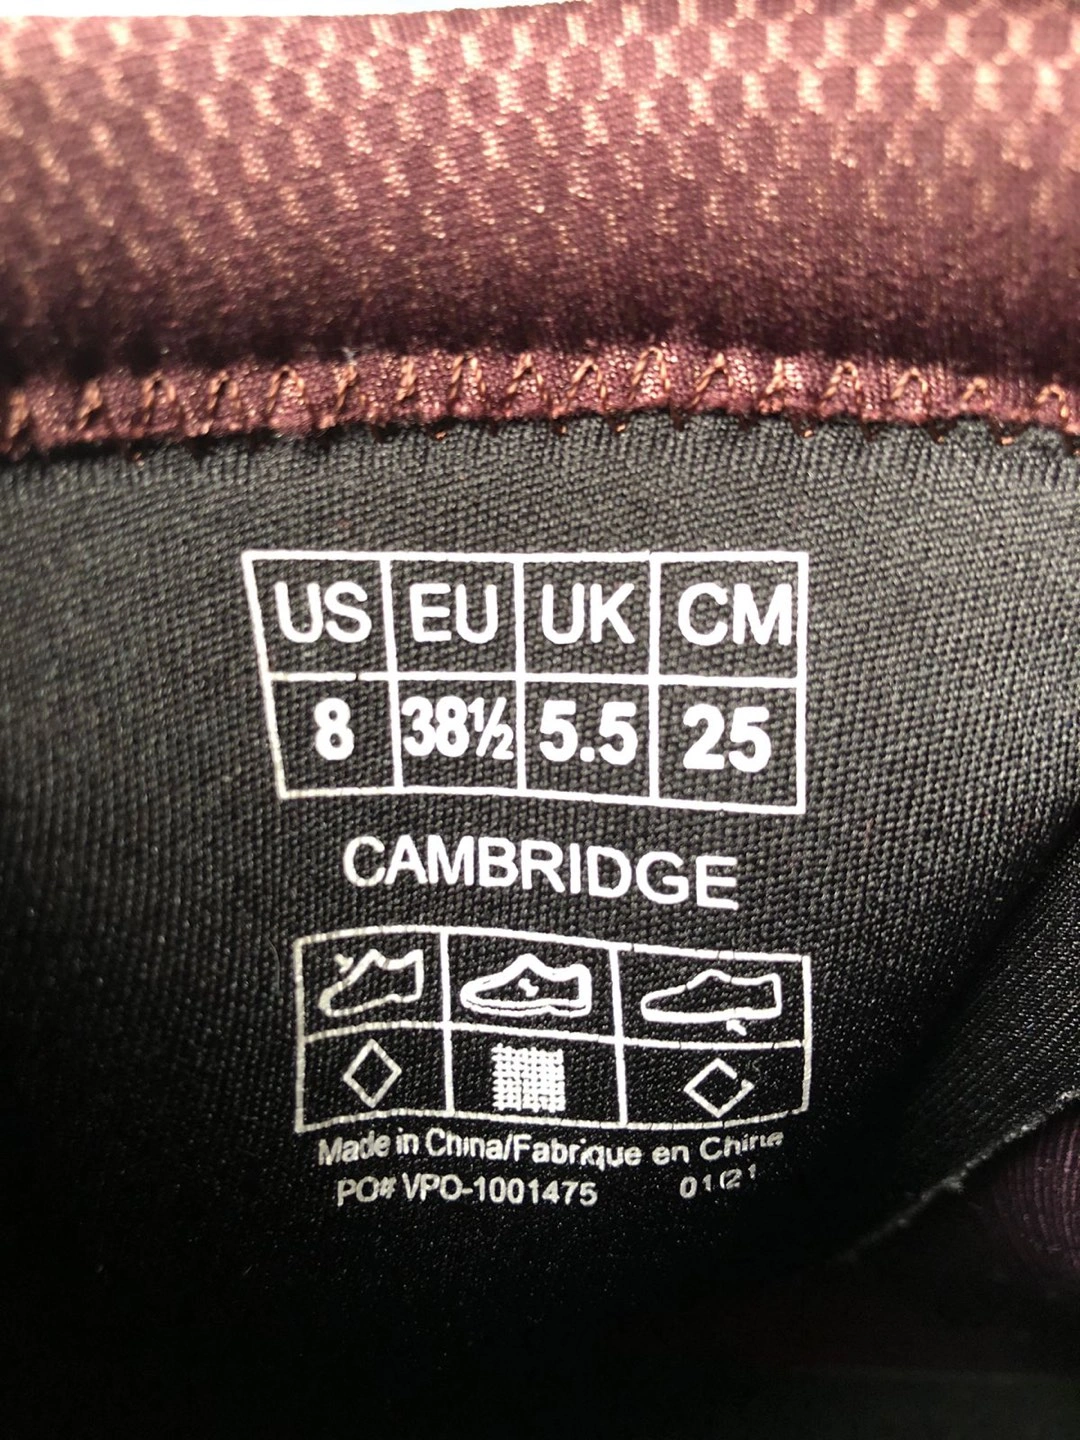 US EU UK CM
8 38½ 5.5 25
CAMBRIDGE
Made in China/Fabrique en Chine
PO# VPO-1001475 01/21